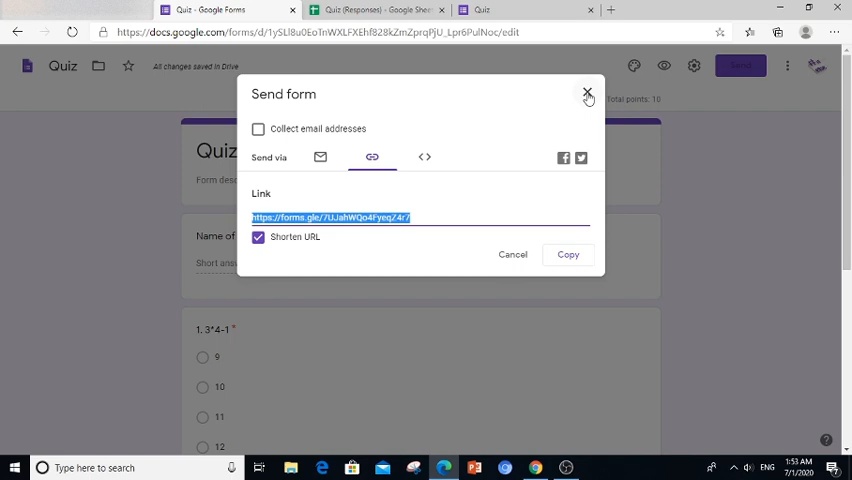 Quiz - Google Forms
Quiz (Responses) - Google Shee
Quiz
https://docs.google.com/forms/d/1ySLl8u0EoTnWXLFXEhf828kZmZprqPjU_Lpr6PulNoc/edit
Quiz
All changes saved in Drive
Send
Send form
Total points: 10
Collect email addresses
Send via
Quiz
Form des
Link
https://forms.gle/7UJahWQo4FyeqZ4r7
Name of
Shorten URL
Short answ
Cancel
Copy
1. 3*4-1 *
9
10
11
12
Type here to search
ENG
1:53 AM
7/1/2020